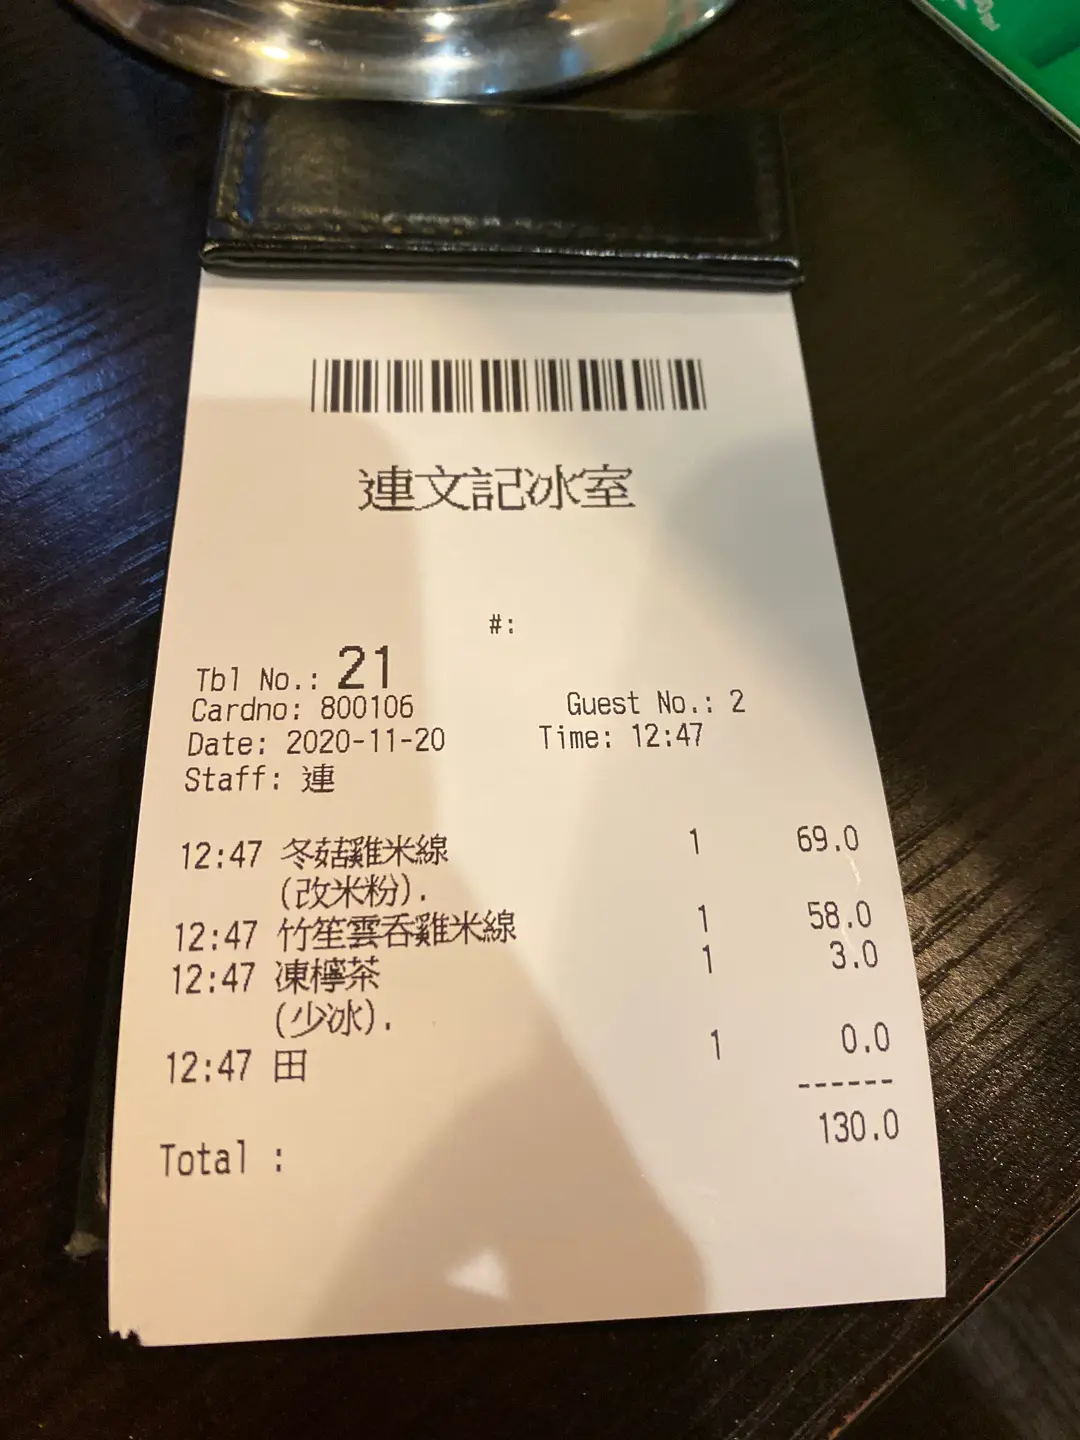 連文記冰室
#:
Tbl No.: 21
Cardno: 800106 Guest No.: 2
Date: 2020-11-20 Time: 12:47
Staff: 連
12:47 冬菇雞米線 1 69.0
(改米粉).
12:47 竹笙雲吞雞米線 1 58.0
12:47 凍檸茶 1 3.0
(少冰).
12:47 田 1 0.0
------
130.0
Total :